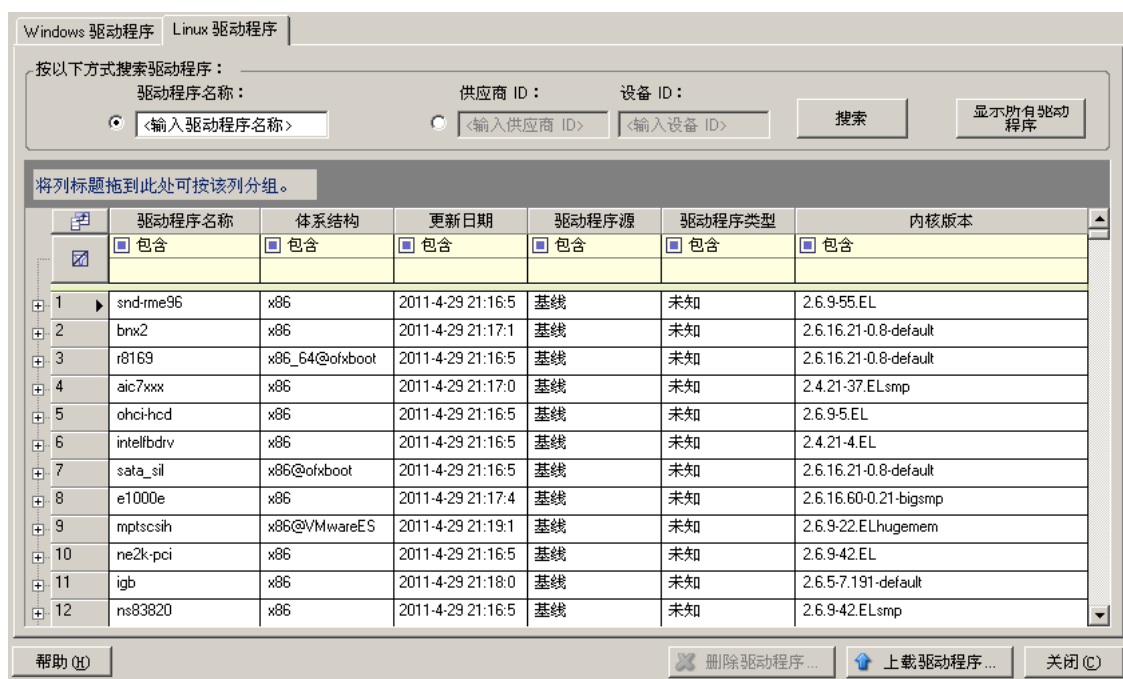 Windows 驱动程序 Linux 驱动程序
按以下方式搜索驱动程序：
驱动程序名称： 供应商 ID： 设备 ID：
<输入驱动程序名称> <输入供应商 ID> <输入设备 ID> 搜索 显示所有驱动程序
将列标题拖到此处可按该列分组。
驱动程序名称 体系结构 更新日期 驱动程序源 驱动程序类型 内核版本
包含 包含 包含 包含 包含 包含
1 snd-rme96 x86 2011-4-29 21:16:5 基线 未知 2.6.9-55.EL
2 bnx2 x86 2011-4-29 21:17:1 基线 未知 2.6.16.21-0.8-default
3 r8169 x86_64@ofxboot 2011-4-29 21:16:5 基线 未知 2.6.16.21-0.8-default
4 aic7xxx x86 2011-4-29 21:17:0 基线 未知 2.4.21-37.ELsmp
5 ohci-hcd x86 2011-4-29 21:16:5 基线 未知 2.6.9-5.EL
6 intelfbdrv x86 2011-4-29 21:16:5 基线 未知 2.4.21-4.EL
7 sata_sil x86@ofxboot 2011-4-29 21:16:5 基线 未知 2.6.16.21-0.8-default
8 e1000e x86 2011-4-29 21:17:4 基线 未知 2.6.16.60-0.21-bigsmp
9 mptscsih x86@VMwareES 2011-4-29 21:19:1 基线 未知 2.6.9-22.ELhugemem
10 ne2k-pci x86 2011-4-29 21:16:5 基线 未知 2.6.9-42.EL
11 igb x86 2011-4-29 21:18:0 基线 未知 2.6.5-7.191-default
12 ns83820 x86 2011-4-29 21:16:5 基线 未知 2.6.9-42.ELsmp
帮助(H) 删除驱动程序... 上载驱动程序... 关闭(C)